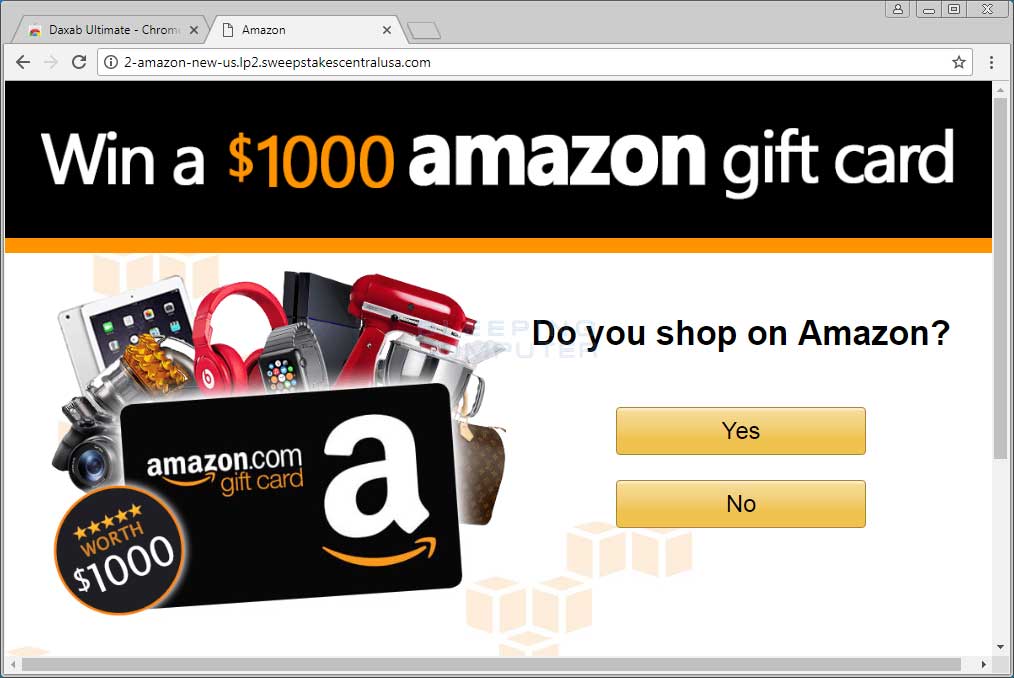 Daxab Ultimate - Chrom
Amazon
2-amazon-new-us.lp2.sweepstakescentralusa.com
Win a $1000 amazon gift card
Do you shop on Amazon?
Yes
No
amazon.com
gift card
a
WORTH
$1000
b